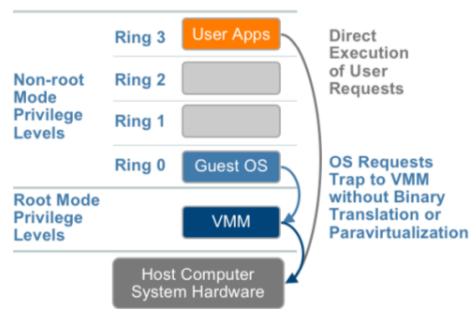 Ring 3
User Apps
Direct
Execution
of User
Requests
Non-root
Mode
Privilege
Levels
Ring 2
Ring 1
Ring 0
Guest OS
OS Requests
Trap to VMM
without Binary
Translation or
Paravirtualization
Root Mode
Privilege
Levels
VMM
Host Computer
System Hardware